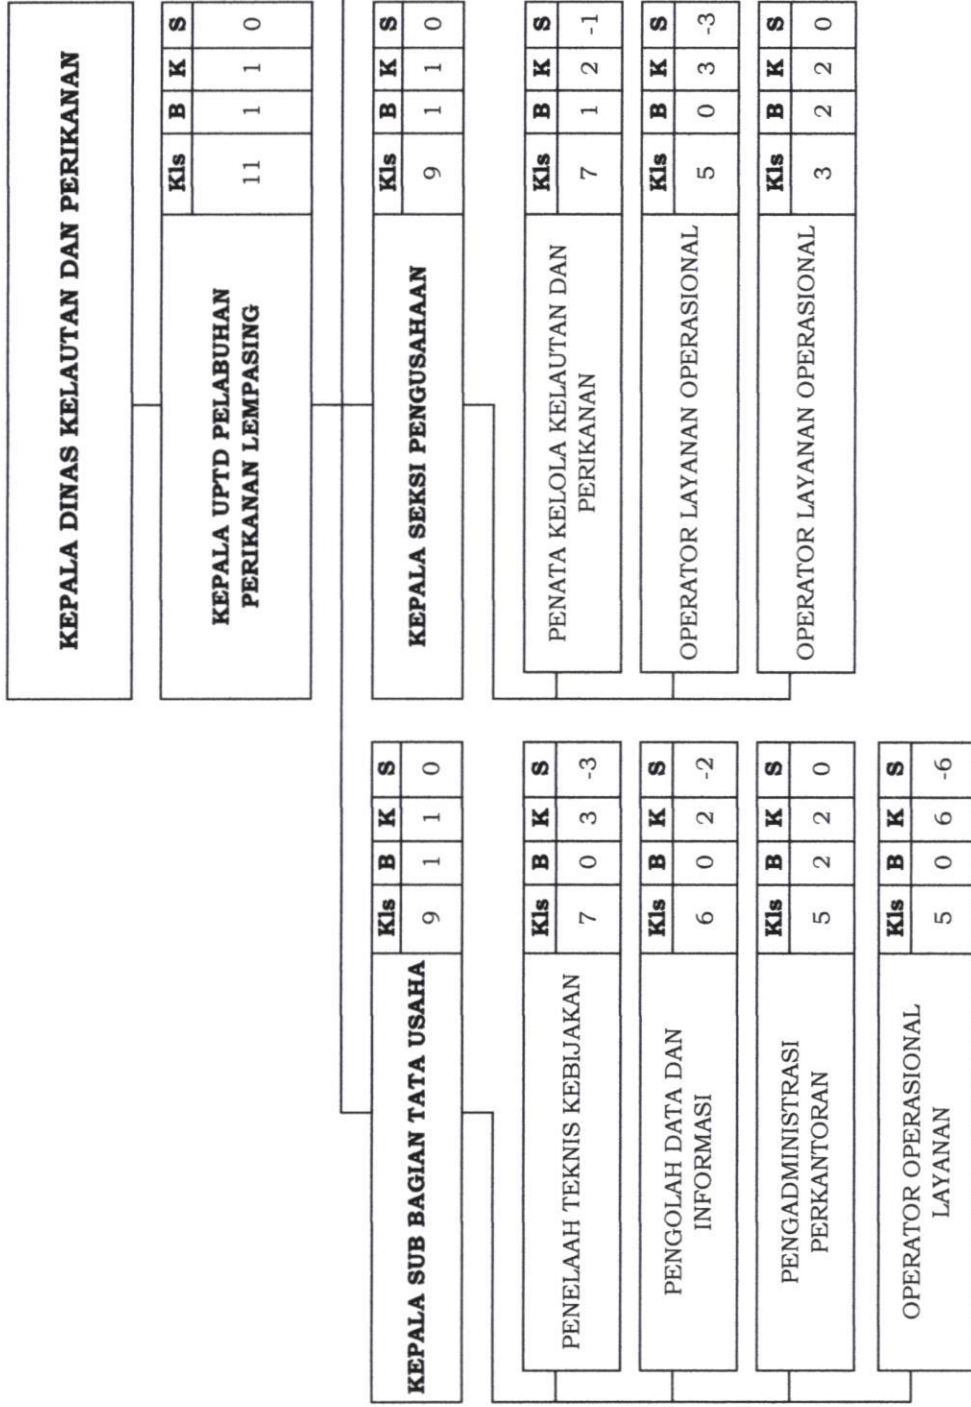 KEPALA DINAS KELAUTAN DAN PERIKANAN
KEPALA UPTD PELABUHAN
PERIKANAN LEMPASING
Kls B K S
11 1 1 0
KEPALA SUB BAGIAN TATA USAHA
Kls B K S
9 1 1 0
PENELAAH TEKNIS KEBIJAKAN
Kls B K S
7 0 3 -3
PENGOLAH DATA DAN
INFORMASI
Kls B K S
6 0 2 -2
PENGADMINISTRASI
PERKANTORAN
Kls B K S
5 2 2 0
OPERATOR OPERASIONAL
LAYANAN
Kls B K S
5 0 6 -6
KEPALA SEKSI PENGUSAHAAN
Kls B K S
9 1 1 0
PENATA KELOLA KELAUTAN DAN
PERIKANAN
Kls B K S
7 1 2 -1
OPERATOR LAYANAN OPERASIONAL
Kls B K S
5 0 3 -3
OPERATOR LAYANAN OPERASIONAL
Kls B K S
3 2 2 0